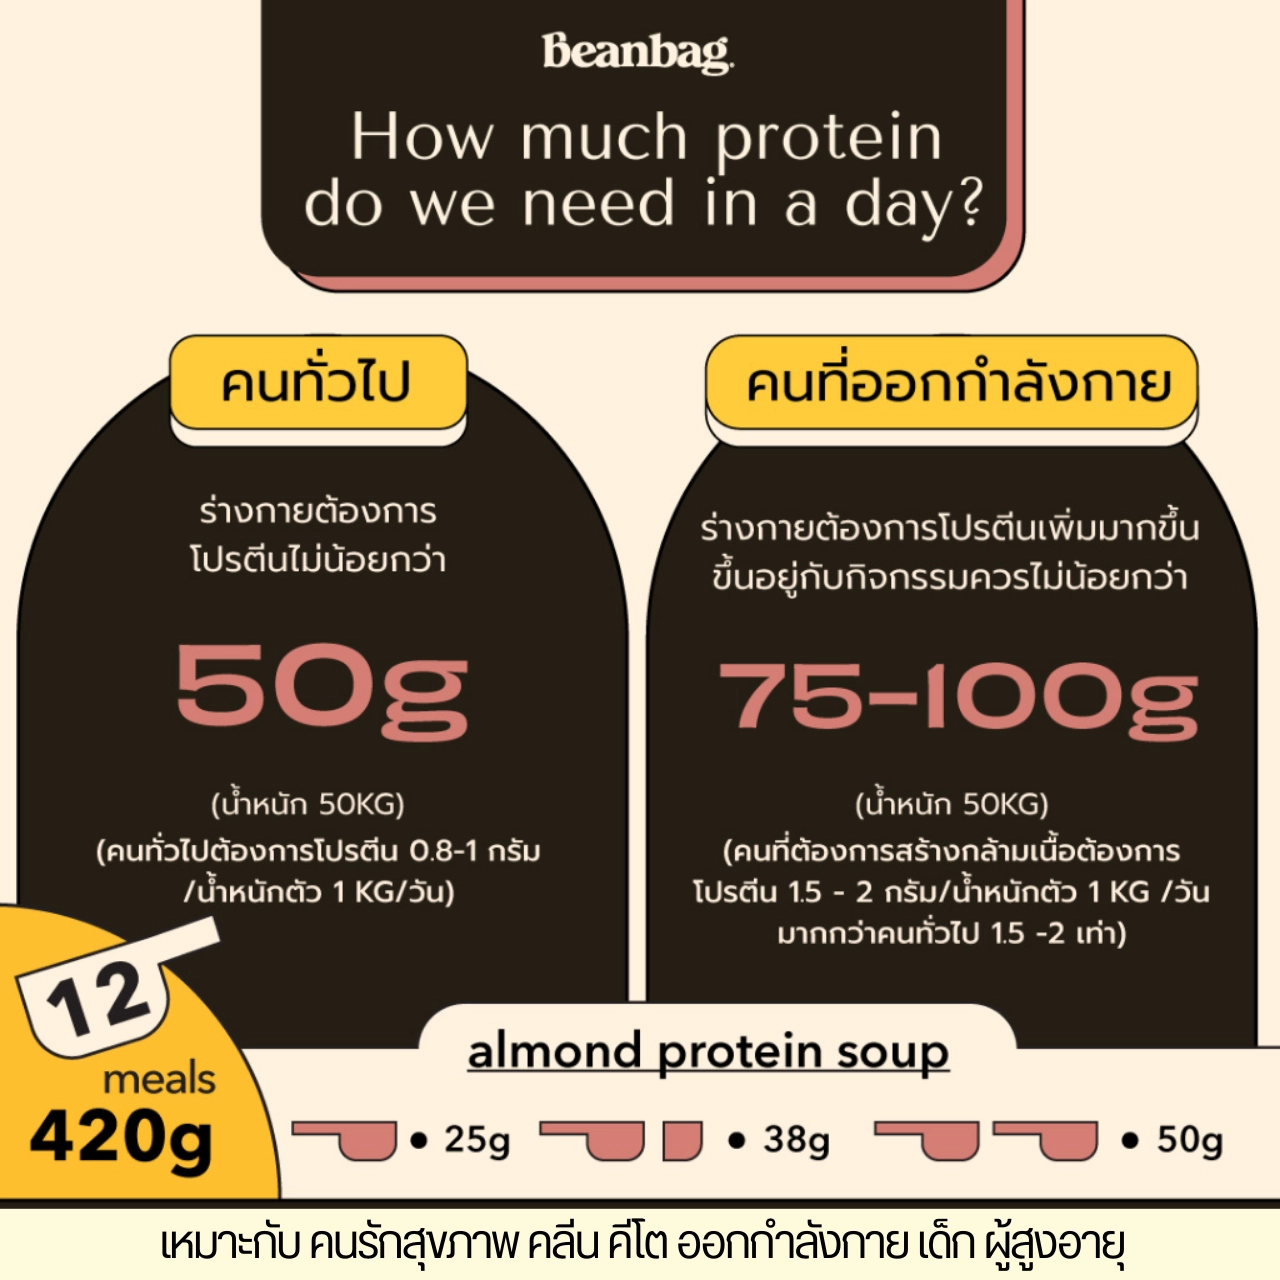 Beanbag.
How much protein
do we need in a day?
คนทั่วไป
ร่างกายต้องการ
โปรตีนไม่น้อยกว่า
50g
(น้ำหนัก 50KG)
(คนทั่วไปต้องการโปรตีน 0.8-1 กรัม
/น้ำหนักตัว 1 KG/วัน)
คนที่ออกกำลังกาย
ร่างกายต้องการโปรตีนเพิ่มมากขึ้น
ขึ้นอยู่กับกิจกรรมควรไม่น้อยกว่า
75-100g
(น้ำหนัก 50KG)
(คนที่ต้องการสร้างกล้ามเนื้อต้องการ
โปรตีน 1.5 - 2 กรัม/น้ำหนักตัว 1 KG /วัน
มากกว่าคนทั่วไป 1.5 -2 เท่า)
12
meals
420g
almond protein soup
• 25g • 38g • 50g
เหมาะกับ คนรักสุขภาพ คลีน คีโต ออกกำลังกาย เด็ก ผู้สูงอายุ